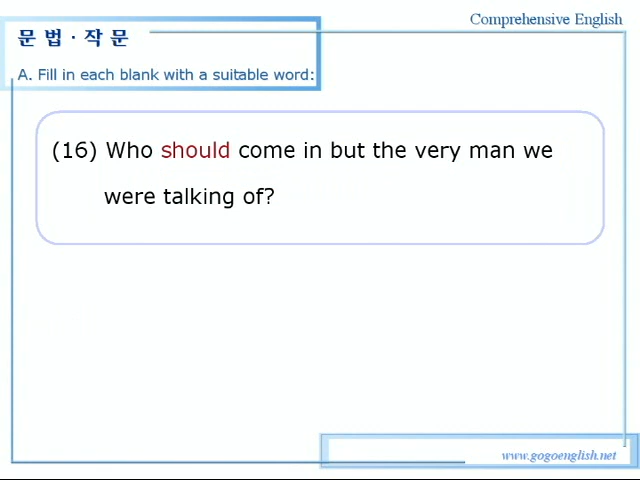 Comprehensive English
문 법 · 작 문
A. Fill in each blank with a suitable word:
(16) Who should come in but the very man we
were talking of?
www.gogoenglish.net